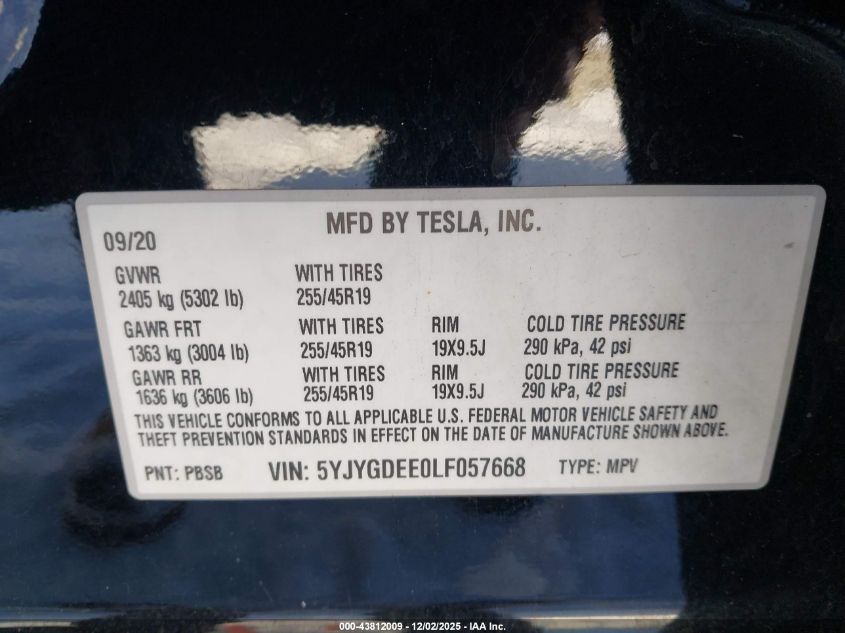 MFD BY TESLA, INC.
09/20
GVWR WITH TIRES
2405 kg (5302 lb) 255/45R19
GAWR FRT WITH TIRES RIM COLD TIRE PRESSURE
1363 kg (3004 lb) 255/45R19 19X9.5J 290 kPa, 42 psi
GAWR RR WITH TIRES RIM COLD TIRE PRESSURE
1636 kg (3606 lb) 255/45R19 19X9.5J 290 kPa, 42 psi
THIS VEHICLE CONFORMS TO ALL APPLICABLE U.S. FEDERAL MOTOR VEHICLE SAFETY AND
THEFT PREVENTION STANDARDS IN EFFECT ON THE DATE OF MANUFACTURE SHOWN ABOVE.
PNT: PBSB VIN: 5YJYGDEE0LF057668 TYPE: MPV
000-43812009 - 12/02/2025 - IAA Inc.